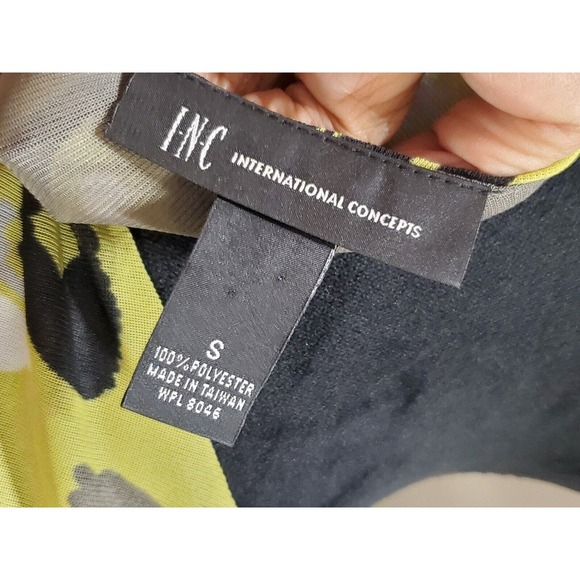 I·N·C INTERNATIONAL CONCEPTS
S
100% POLYESTER
MADE IN TAIWAN
WPL 8046